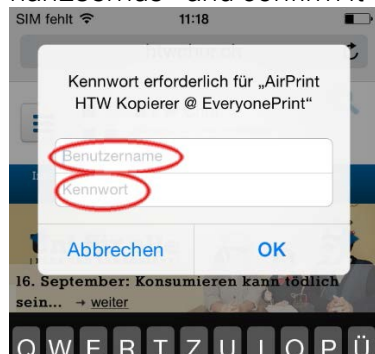 SIM fehlt 11:18
Kennwort erforderlich für „AirPrint
HTW Kopierer @ EveryonePrint“
Benutzername
Kennwort
Abbrechen OK
16. September: Konsumieren kann tödlich
sein... → weiter
Q W E R T Z U I O P Ü